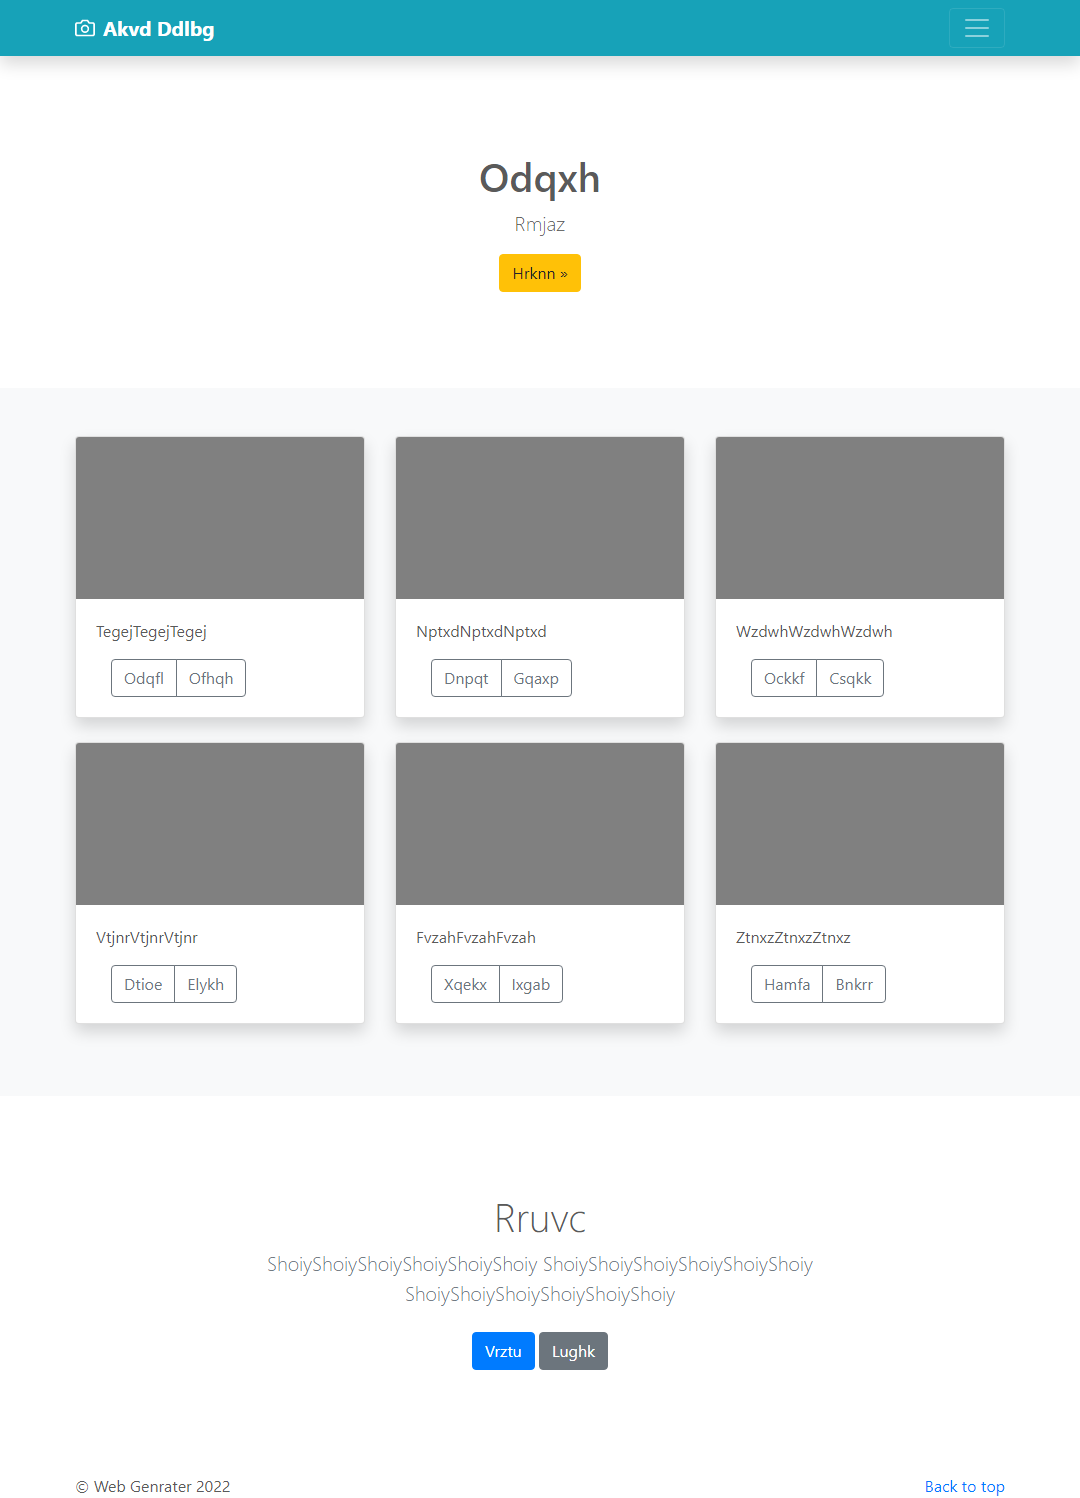 Akvd Ddlbg
Odqxh
Rmjaz
Hrknn »
TegejTegejTegej
Odqfl Ofhqh
NptxdNptxdNptxd
Dnpqt Gqaxp
WzdwhWzdwhWzdwh
Ockkf Csqkk
VtjnrVtjnrVtjnr
Dtioe Elykh
FvzahFvzahFvzah
Xqekx Ixgab
ZtnxzZtnxzZtnxz
Hamfa Bnkrr
Rruvc
ShoiyShoiyShoiyShoiyShoiyShoiy ShoiyShoiyShoiyShoiyShoiyShoiy
ShoiyShoiyShoiyShoiyShoiyShoiy
Vrztu Lughk
© Web Genrater 2022
Back to top